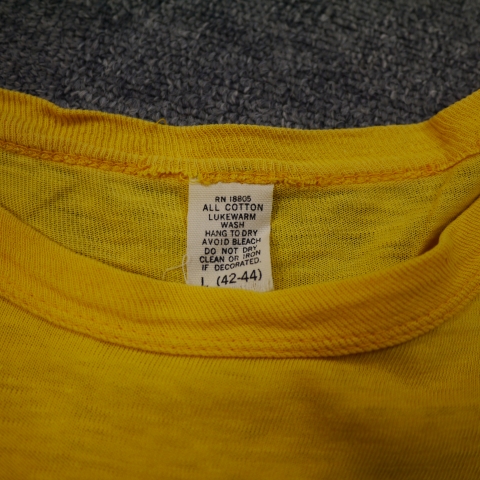 RN 18805
ALL COTTON
LUKEWARM
WASH
HANG TO DRY
AVOID BLEACH
DO NOT DRY
CLEAN OR IRON
IF DECORATED.
L (42-44)